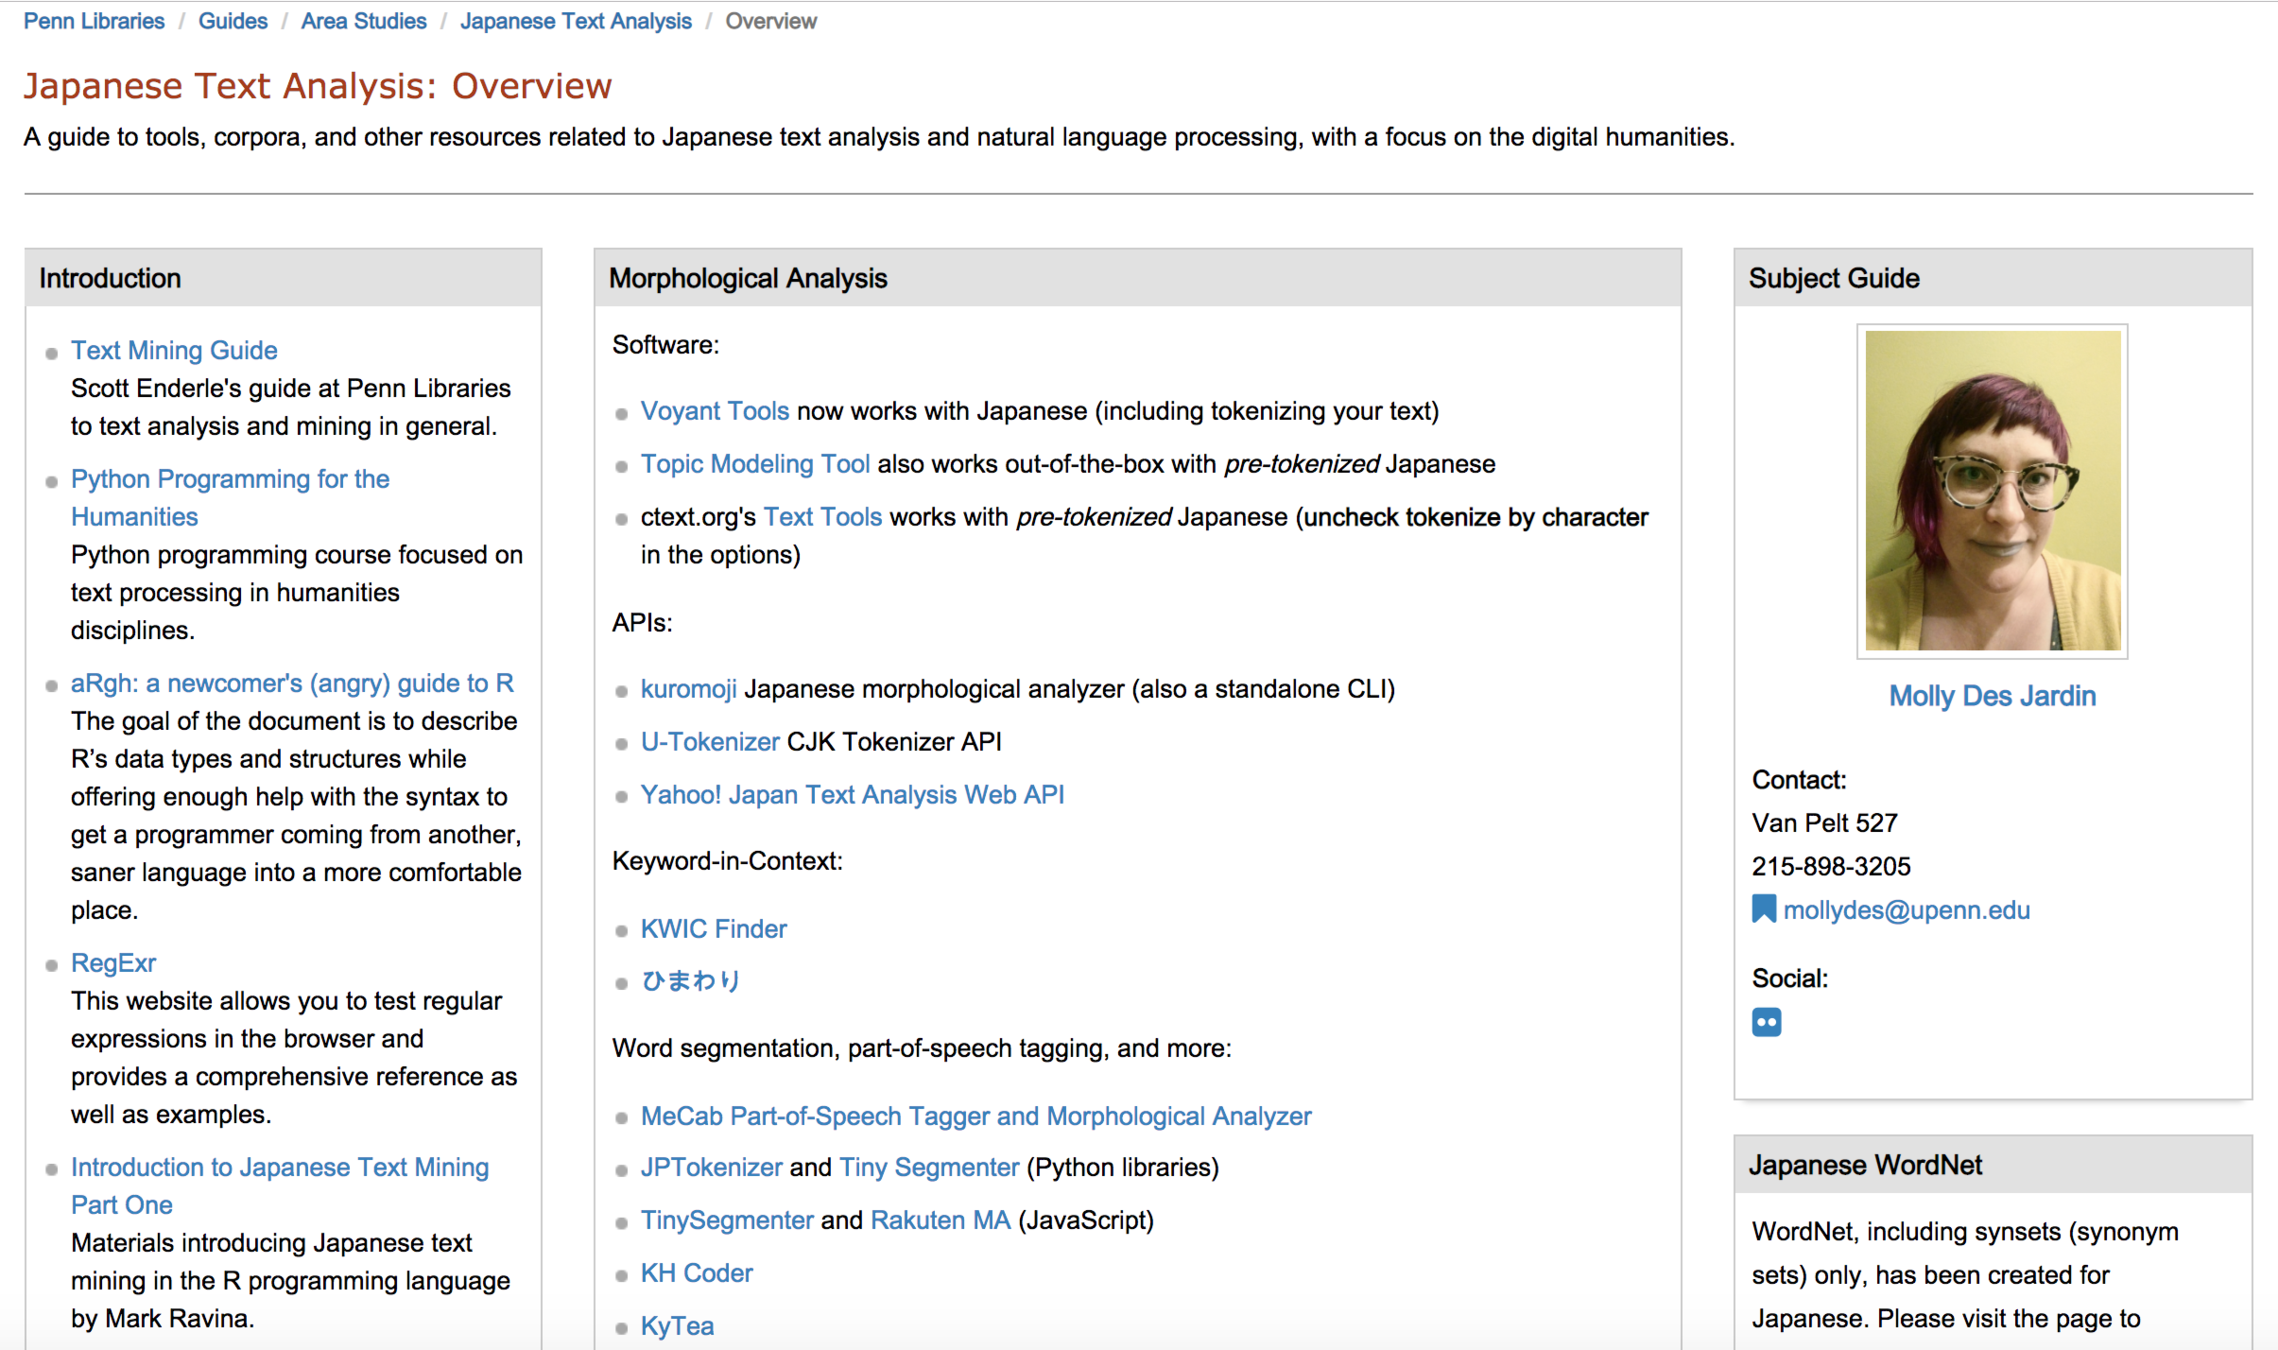 Penn Libraries / Guides / Area Studies / Japanese Text Analysis / Overview
Japanese Text Analysis: Overview
A guide to tools, corpora, and other resources related to Japanese text analysis and natural language processing, with a focus on the digital humanities.
Introduction
Text Mining Guide
Scott Enderle's guide at Penn Libraries
to text analysis and mining in general.
Python Programming for the
Humanities
Python programming course focused on
text processing in humanities
disciplines.
aRgh: a newcomer's (angry) guide to R
The goal of the document is to describe
R’s data types and structures while
offering enough help with the syntax to
get a programmer coming from another,
saner language into a more comfortable
place.
RegExr
This website allows you to test regular
expressions in the browser and
provides a comprehensive reference as
well as examples.
Introduction to Japanese Text Mining
Part One
Materials introducing Japanese text
mining in the R programming language
by Mark Ravina.
Morphological Analysis
Software:
Voyant Tools now works with Japanese (including tokenizing your text)
Topic Modeling Tool also works out-of-the-box with pre-tokenized Japanese
ctext.org's Text Tools works with pre-tokenized Japanese (uncheck tokenize by character
in the options)
APIs:
kuromoji Japanese morphological analyzer (also a standalone CLI)
U-Tokenizer CJK Tokenizer API
Yahoo! Japan Text Analysis Web API
Keyword-in-Context:
KWIC Finder
ひまわり
Word segmentation, part-of-speech tagging, and more:
MeCab Part-of-Speech Tagger and Morphological Analyzer
JPTokenizer and Tiny Segmenter (Python libraries)
TinySegmenter and Rakuten MA (JavaScript)
KH Coder
KyTea
Subject Guide
Molly Des Jardin
Contact:
Van Pelt 527
215-898-3205
mollydes@upenn.edu
Social:
Japanese WordNet
WordNet, including synsets (synonym
sets) only, has been created for
Japanese. Please visit the page to